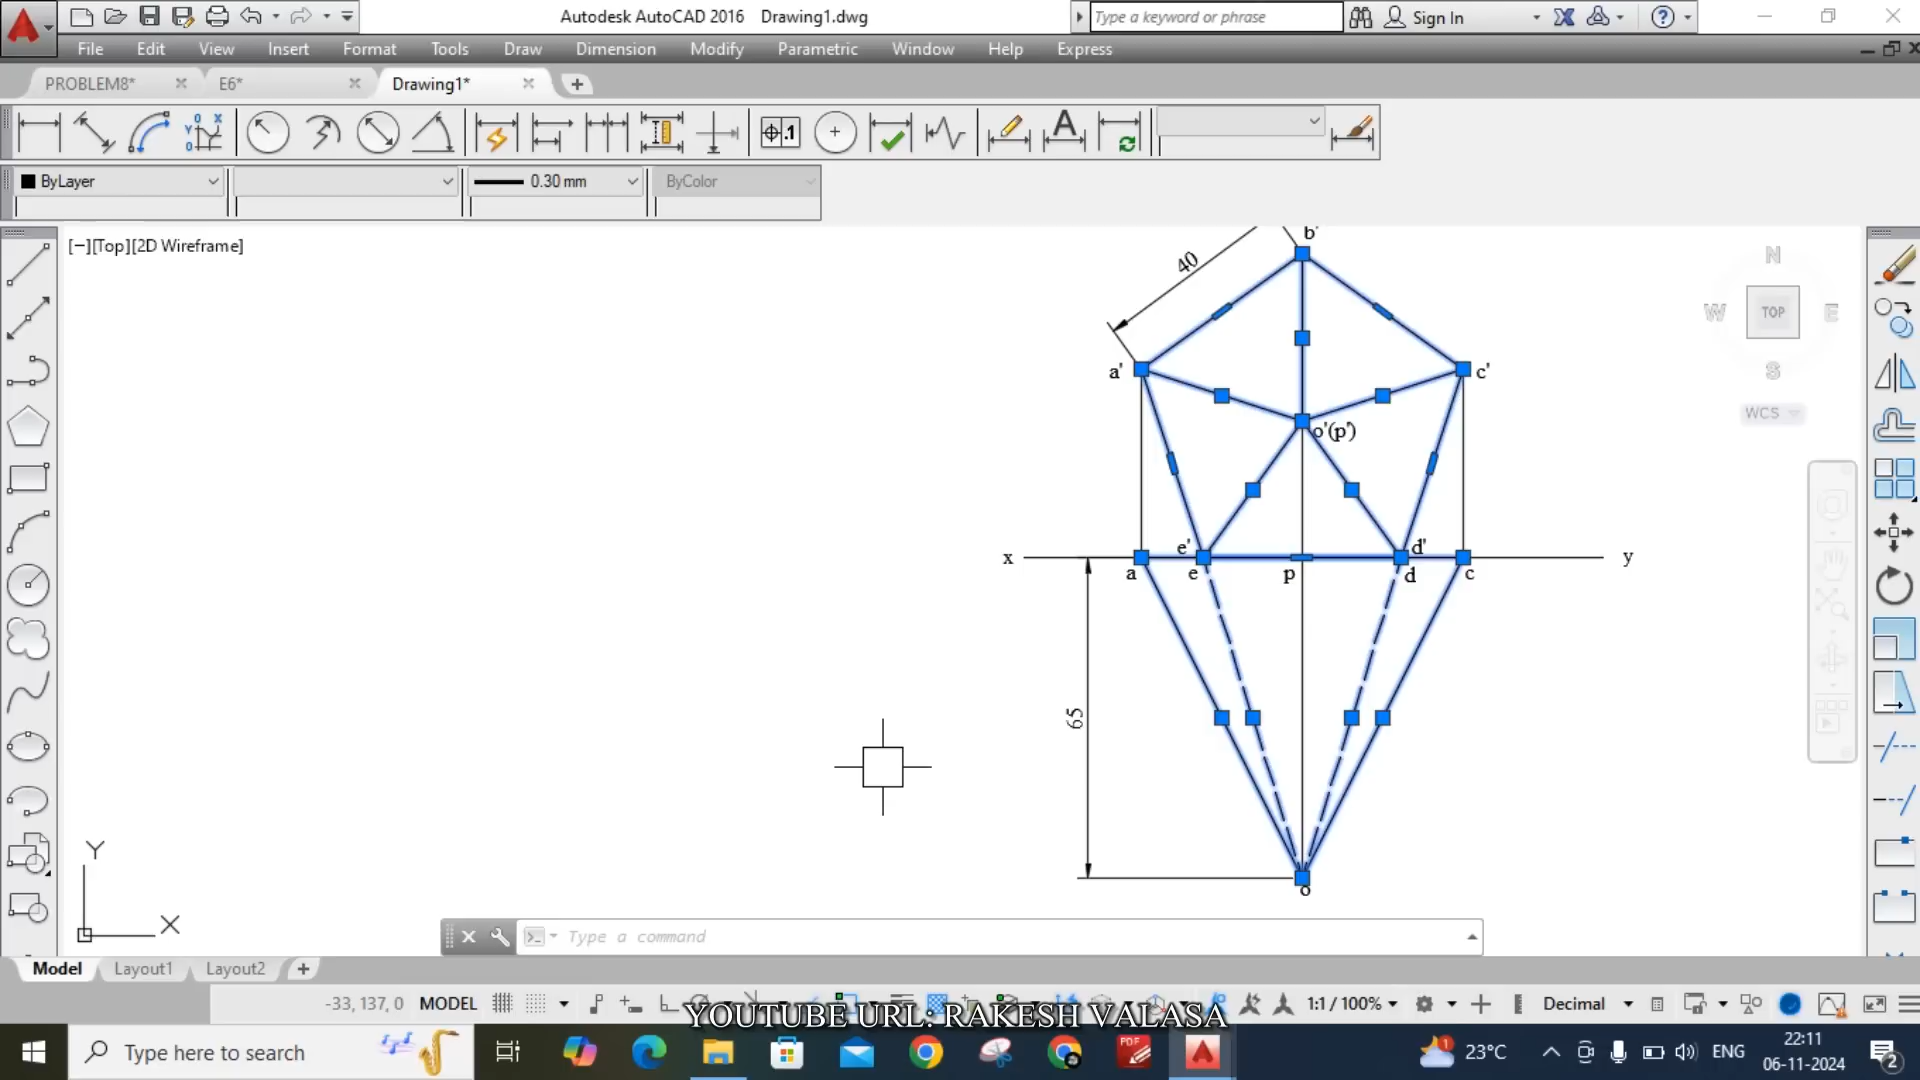 Autodesk AutoCAD 2016 Drawing1.dwg
Type a keyword or phrase
Sign In
File Edit View Insert Format Tools Draw Dimension Modify Parametric Window Help Express
PROBLEM8* E6* Drawing1*
ByLayer 0.30 mm ByColor
[−][Top][2D Wireframe]
N
W TOP E
S
WCS
b'
40
a' c'
o'(p')
x e' d' y
a e p d c
65
o
Y
X
Type a command
Model Layout1 Layout2
-33, 137, 0 MODEL 1:1 / 100% Decimal
YOUTUBE URL: RAKESH VALASA
Type here to search
PDF
23°C
ENG
22:11
06-11-2024
2